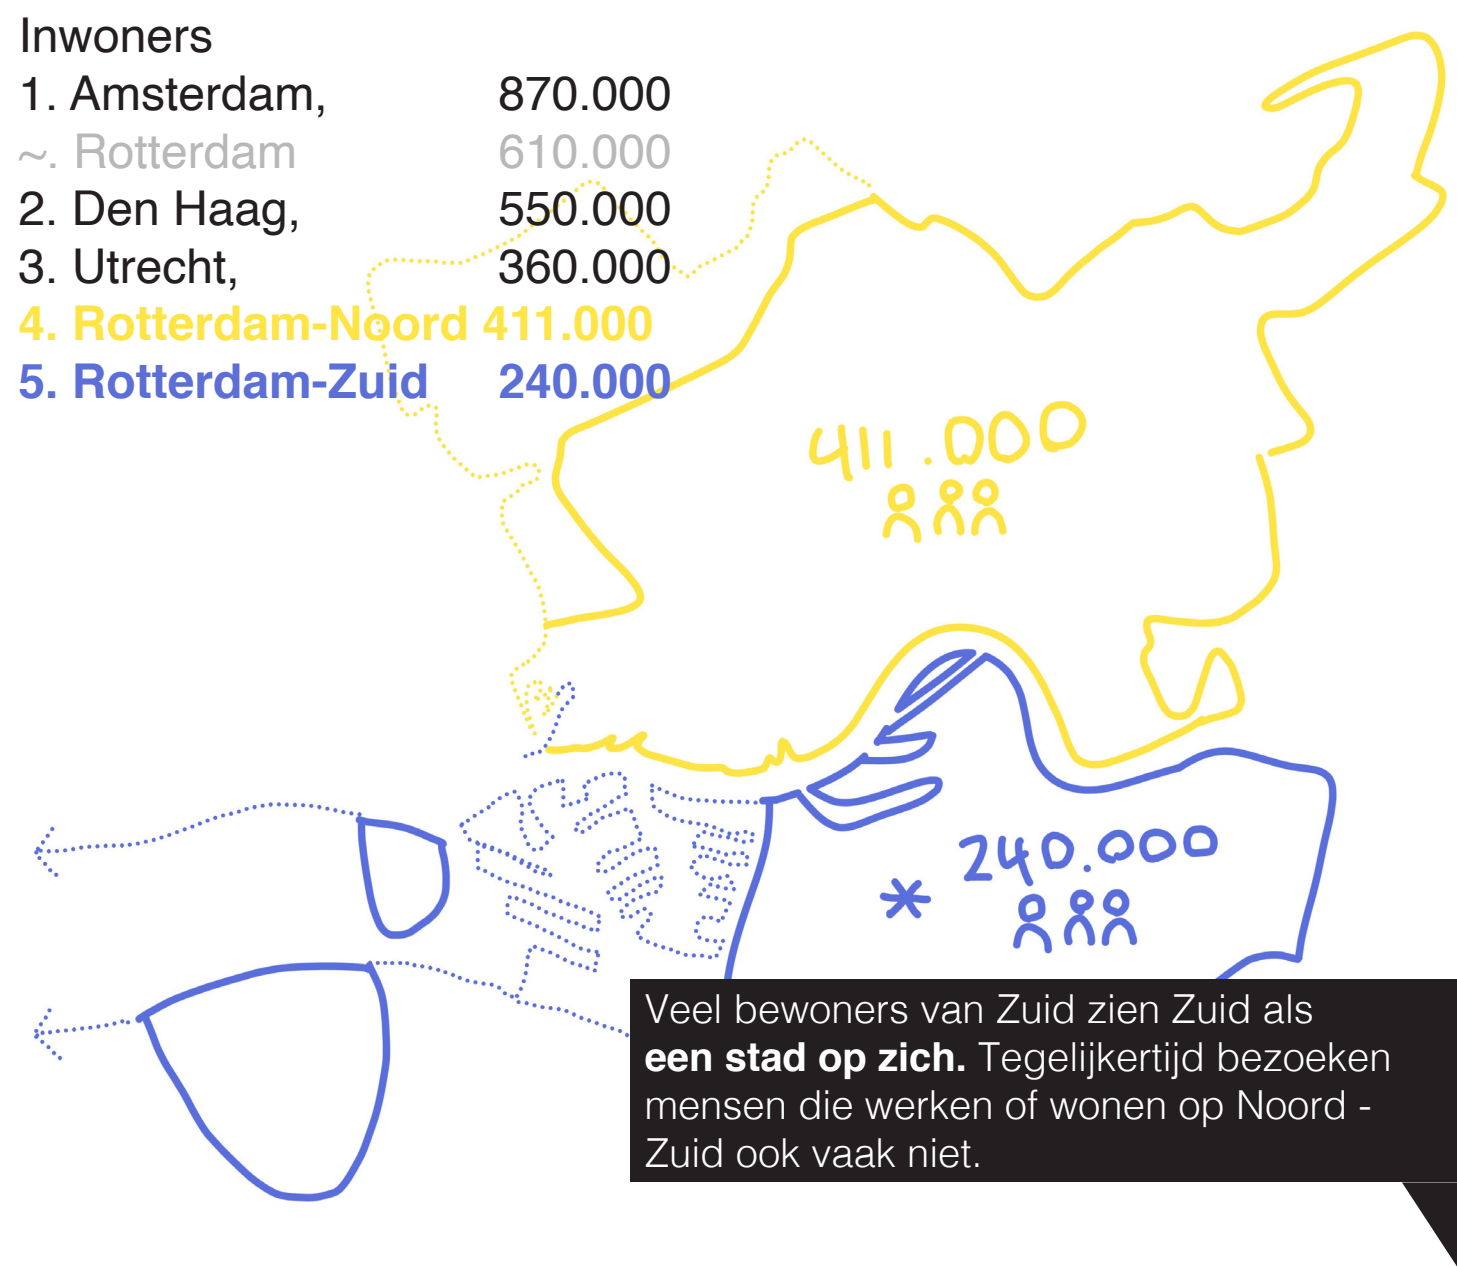 Inwoners
1. Amsterdam, 870.000
~. Rotterdam 610.000
2. Den Haag, 550.000
3. Utrecht, 360.000
4. Rotterdam-Noord 411.000
5. Rotterdam-Zuid 240.000
411.000
* 240.000
Veel bewoners van Zuid zien Zuid als
een stad op zich. Tegelijkertijd bezoeken
mensen die werken of wonen op Noord -
Zuid ook vaak niet.